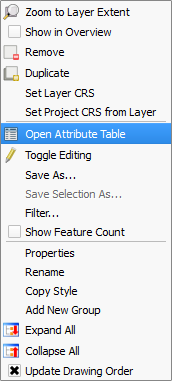 Zoom to Layer Extent
Show in Overview
Remove
Duplicate
Set Layer CRS
Set Project CRS from Layer
Open Attribute Table
Toggle Editing
Save As...
Save Selection As...
Filter...
Show Feature Count
Properties
Rename
Copy Style
Add New Group
Expand All
Collapse All
Update Drawing Order